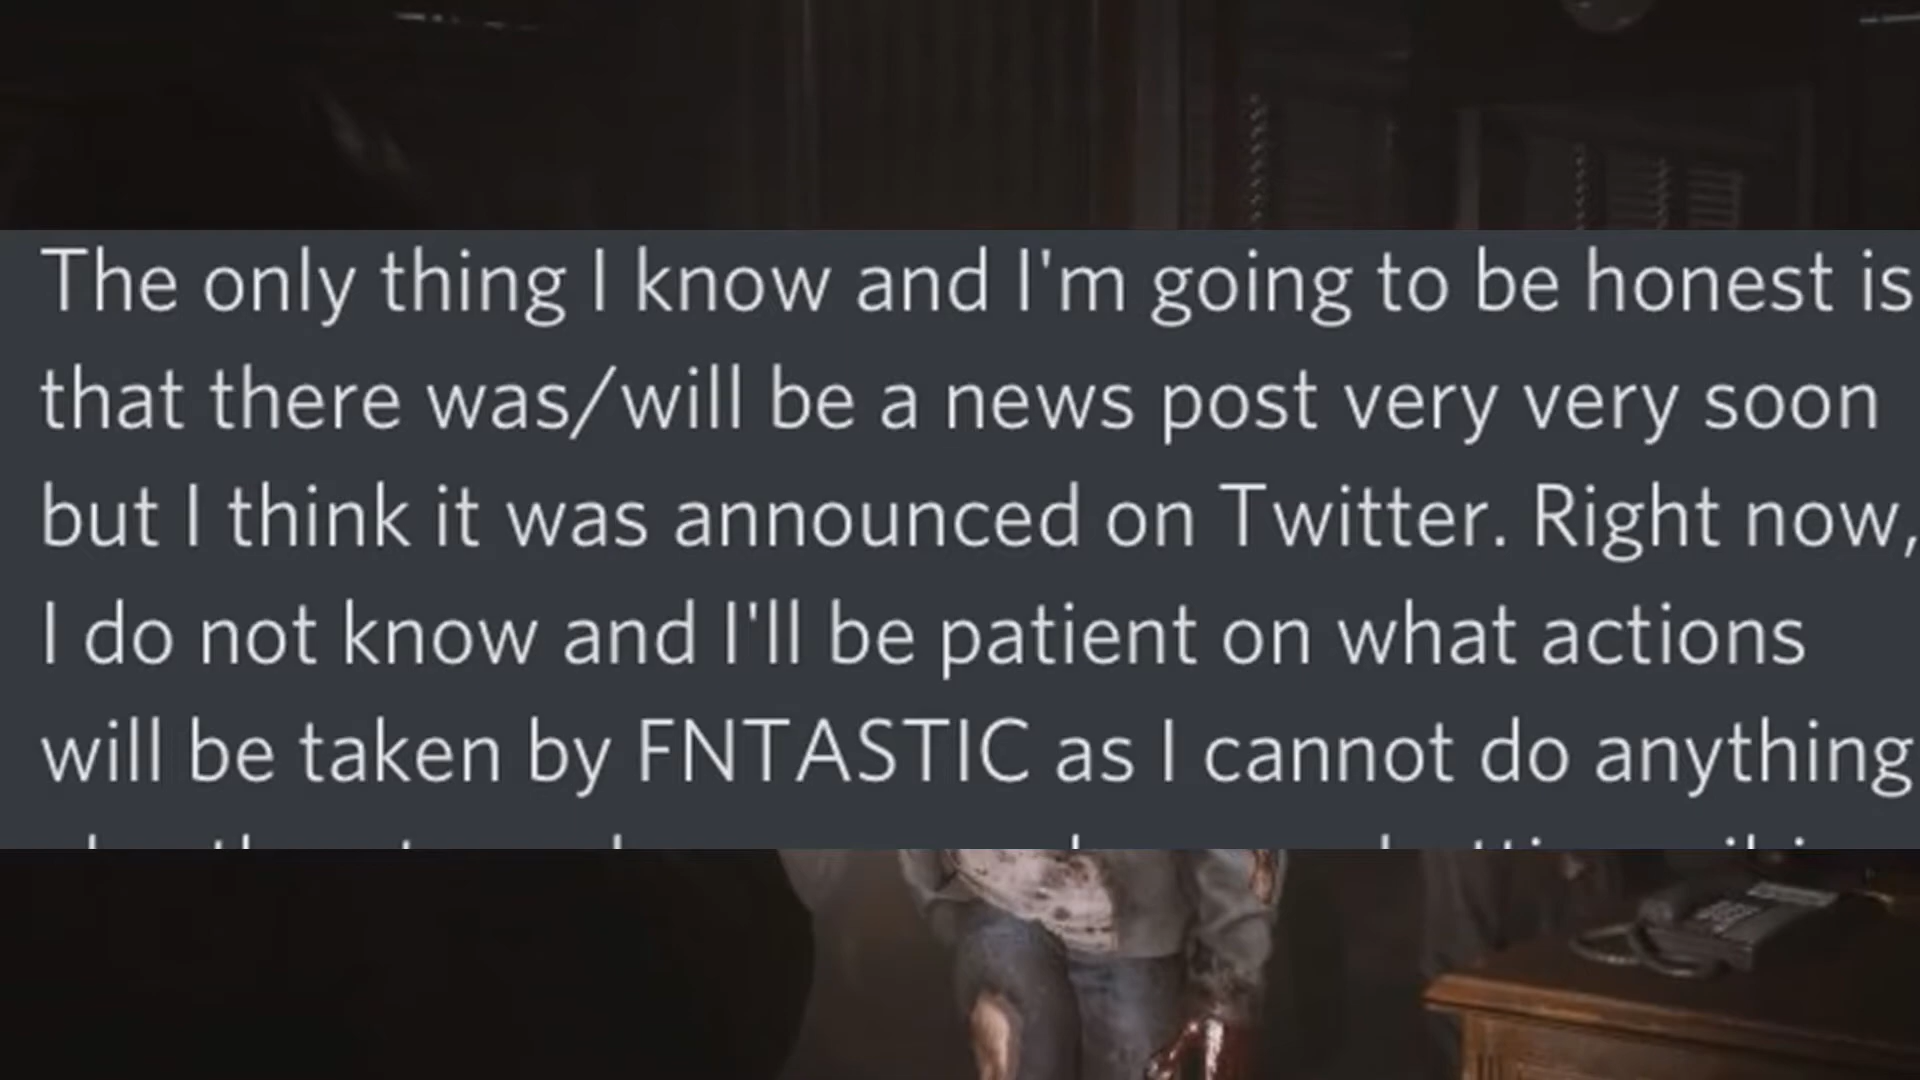 The only thing I know and I'm going to be honest is
that there was/will be a news post very very soon
but I think it was announced on Twitter. Right now,
I do not know and I'll be patient on what actions
will be taken by FNTASTIC as I cannot do anything